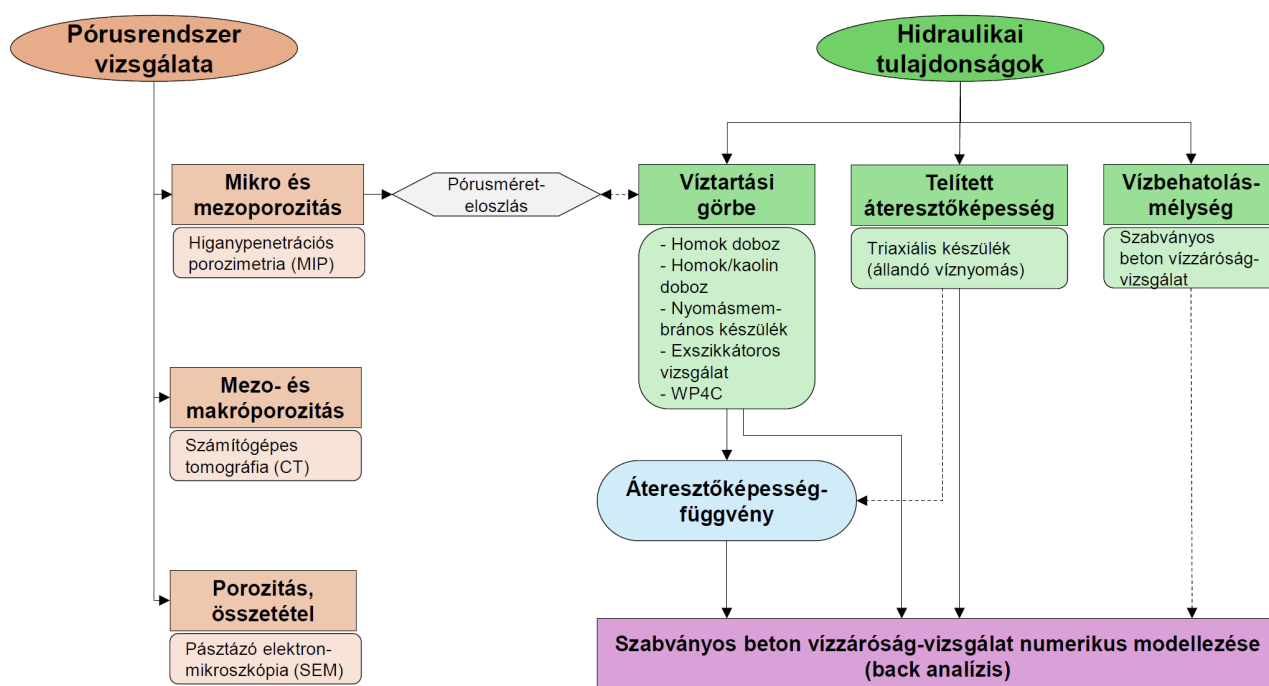 Pórusrendszer
vizsgálata
Mikro és
mezoporozitás
Higanypenetrációs
porozimetria (MIP)
Pórusméret-
eloszlás
Mezo- és
makróporozitás
Számítógépes
tomográfia (CT)
Porozitás,
összetétel
Pásztázó elektron-
mikroszkópia (SEM)
Hidraulikai
tulajdonságok
Víztartási
görbe
- Homok doboz
- Homok/kaolin
doboz
- Nyomásmem-
brános készülék
- Exszikkátoros
vizsgálat
- WP4C
Telített
áteresztőképesség
Triaxiális készülék
(állandó víznyomás)
Vízbehatolás-
mélység
Szabványos
beton vízzáróság-
vizsgálat
Áteresztőképesség-
függvény
Szabványos beton vízzáróság-vizsgálat numerikus modellezése
(back analízis)